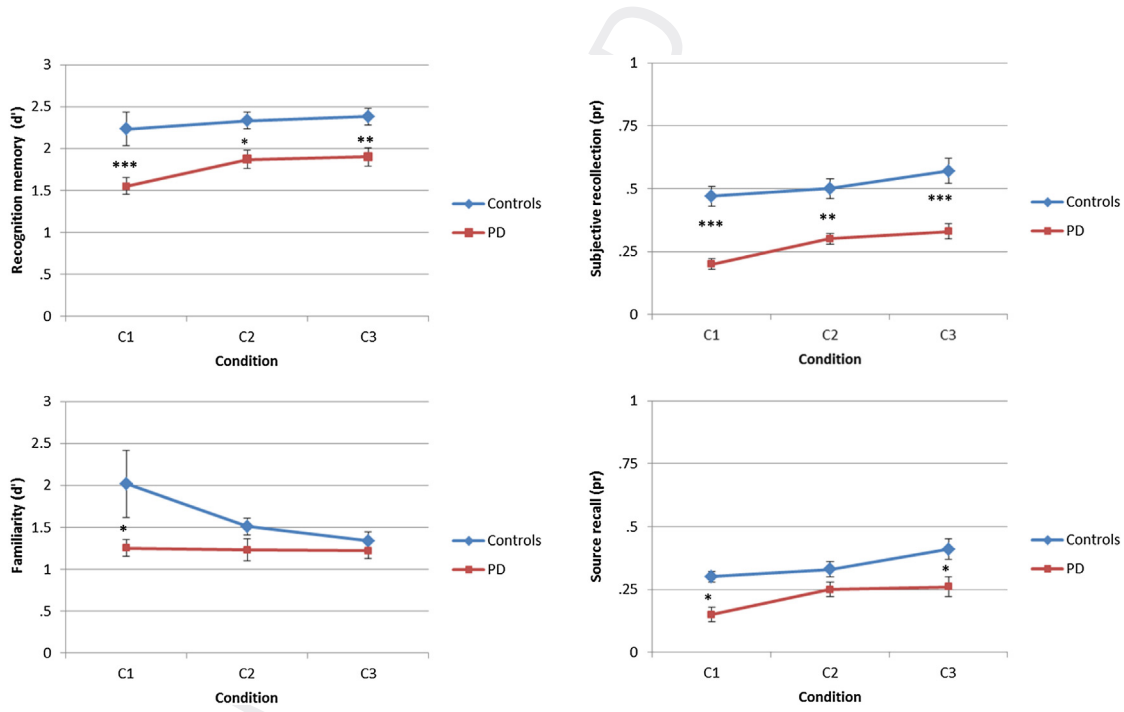 Recognition memory (d')
3
2.5
2
1.5
1
.5
0
***
*
**
C1 C2 C3
Condition
Controls
PD
Subjective recollection (pr)
1
.75
.5
.25
0
***
**
***
C1 C2 C3
Condition
Controls
PD
Familiarity (d')
3
2.5
2
1.5
1
.5
0
*
C1 C2 C3
Condition
Controls
PD
Source recall (pr)
1
.75
.5
.25
0
*
*
C1 C2 C3
Condition
Controls
PD